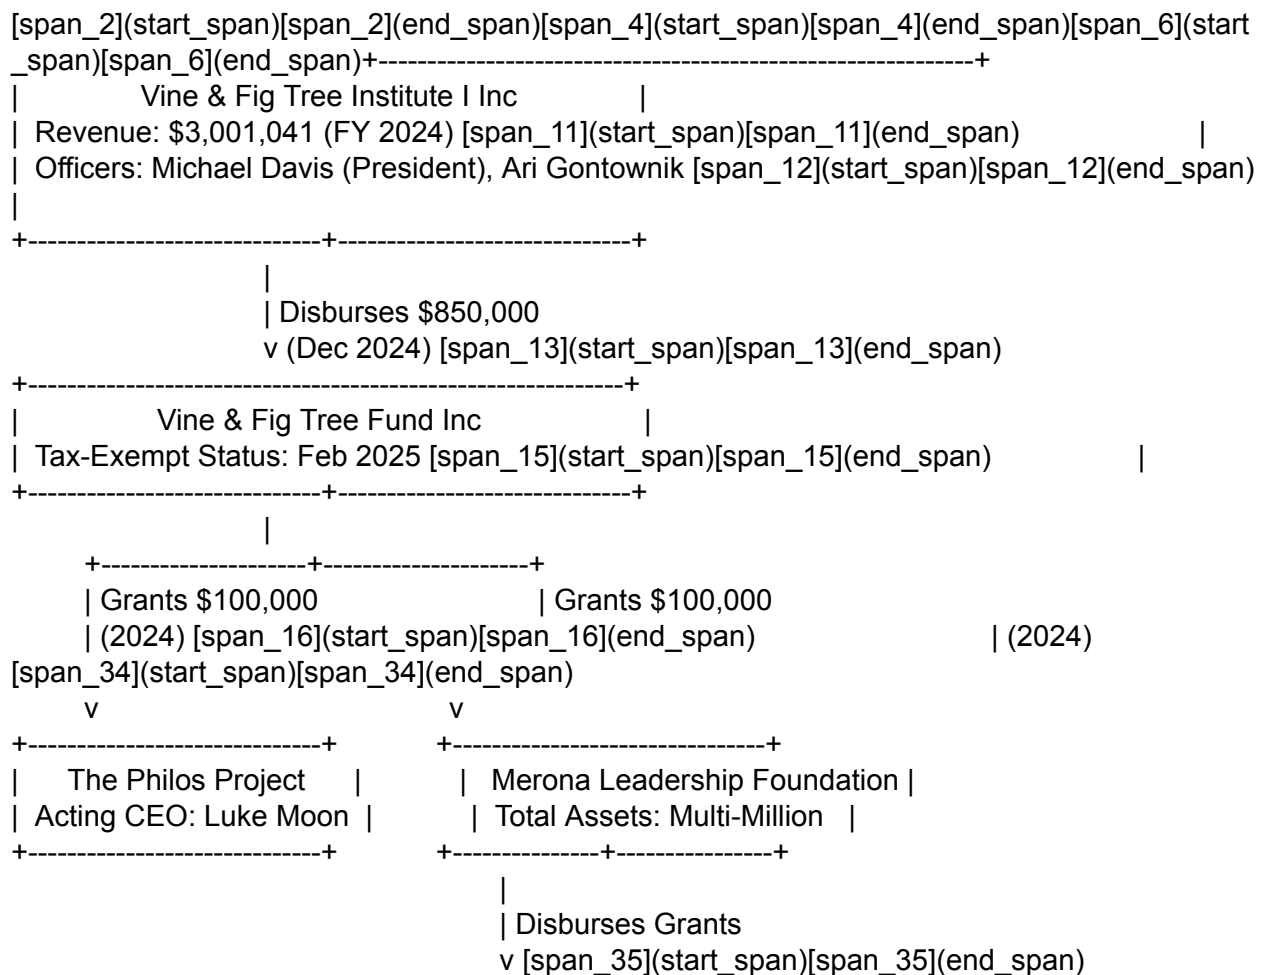 [span_2](start_span)[span_2](end_span)[span_4](start_span)[span_4](end_span)[span_6](start
_span)[span_6](end_span)+-------------------------------------------------------------+
| Vine & Fig Tree Institute I Inc |
| Revenue: $3,001,041 (FY 2024) [span_11](start_span)[span_11](end_span) |
| Officers: Michael Davis (President), Ari Gontownik [span_12](start_span)[span_12](end_span)
|
+------------------------------+------------------------------+
|
| Disburses $850,000
v (Dec 2024) [span_13](start_span)[span_13](end_span)
+-------------------------------------------------------------+
| Vine & Fig Tree Fund Inc |
| Tax-Exempt Status: Feb 2025 [span_15](start_span)[span_15](end_span) |
+------------------------------+------------------------------+
|
+---------------------+---------------------+
| Grants $100,000 | Grants $100,000
| (2024) [span_16](start_span)[span_16](end_span) | (2024)
[span_34](start_span)[span_34](end_span)
v v
+------------------------------+ +--------------------------------+
| The Philos Project | | Merona Leadership Foundation |
| Acting CEO: Luke Moon | | Total Assets: Multi-Million |
+------------------------------+ +---------------+----------------+
|
| Disburses Grants
v [span_35](start_span)[span_35](end_span)